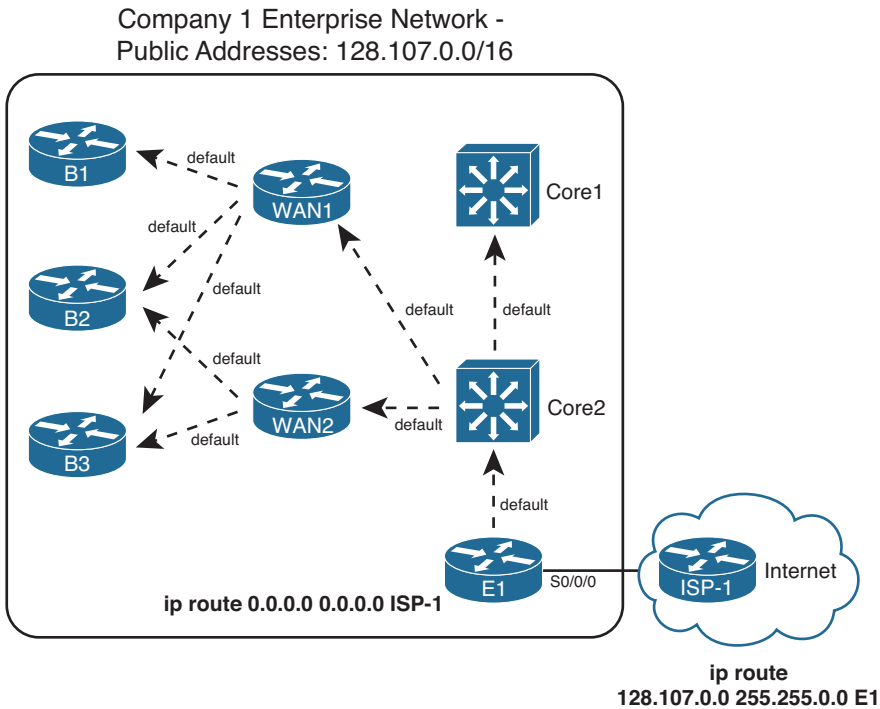 Company 1 Enterprise Network -
Public Addresses: 128.107.0.0/16
B1
default
WAN1
Core1
default
B2
default
default
default
default
WAN2
default
Core2
B3
default
default
E1
S0/0/0
ISP-1
Internet
ip route 0.0.0.0 0.0.0.0 ISP-1
ip route
128.107.0.0 255.255.0.0 E1